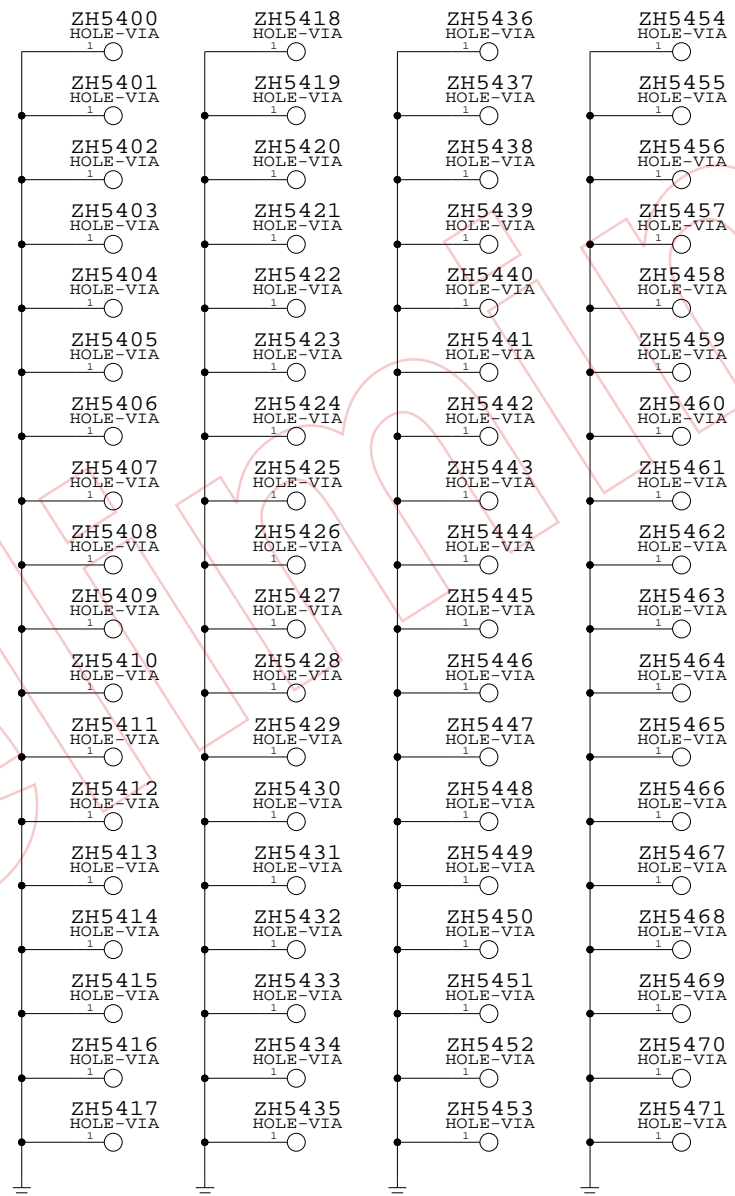 ZH5400
HOLE-VIA
1
ZH5401
HOLE-VIA
1
ZH5402
HOLE-VIA
1
ZH5403
HOLE-VIA
1
ZH5404
HOLE-VIA
1
ZH5405
HOLE-VIA
1
ZH5406
HOLE-VIA
1
ZH5407
HOLE-VIA
1
ZH5408
HOLE-VIA
1
ZH5409
HOLE-VIA
1
ZH5410
HOLE-VIA
1
ZH5411
HOLE-VIA
1
ZH5412
HOLE-VIA
1
ZH5413
HOLE-VIA
1
ZH5414
HOLE-VIA
1
ZH5415
HOLE-VIA
1
ZH5416
HOLE-VIA
1
ZH5417
HOLE-VIA
1
ZH5418
HOLE-VIA
1
ZH5419
HOLE-VIA
1
ZH5420
HOLE-VIA
1
ZH5421
HOLE-VIA
1
ZH5422
HOLE-VIA
1
ZH5423
HOLE-VIA
1
ZH5424
HOLE-VIA
1
ZH5425
HOLE-VIA
1
ZH5426
HOLE-VIA
1
ZH5427
HOLE-VIA
1
ZH5428
HOLE-VIA
1
ZH5429
HOLE-VIA
1
ZH5430
HOLE-VIA
1
ZH5431
HOLE-VIA
1
ZH5432
HOLE-VIA
1
ZH5433
HOLE-VIA
1
ZH5434
HOLE-VIA
1
ZH5435
HOLE-VIA
1
ZH5436
HOLE-VIA
1
ZH5437
HOLE-VIA
1
ZH5438
HOLE-VIA
1
ZH5439
HOLE-VIA
1
ZH5440
HOLE-VIA
1
ZH5441
HOLE-VIA
1
ZH5442
HOLE-VIA
1
ZH5443
HOLE-VIA
1
ZH5444
HOLE-VIA
1
ZH5445
HOLE-VIA
1
ZH5446
HOLE-VIA
1
ZH5447
HOLE-VIA
1
ZH5448
HOLE-VIA
1
ZH5449
HOLE-VIA
1
ZH5450
HOLE-VIA
1
ZH5451
HOLE-VIA
1
ZH5452
HOLE-VIA
1
ZH5453
HOLE-VIA
1
ZH5454
HOLE-VIA
1
ZH5455
HOLE-VIA
1
ZH5456
HOLE-VIA
1
ZH5457
HOLE-VIA
1
ZH5458
HOLE-VIA
1
ZH5459
HOLE-VIA
1
ZH5460
HOLE-VIA
1
ZH5461
HOLE-VIA
1
ZH5462
HOLE-VIA
1
ZH5463
HOLE-VIA
1
ZH5464
HOLE-VIA
1
ZH5465
HOLE-VIA
1
ZH5466
HOLE-VIA
1
ZH5467
HOLE-VIA
1
ZH5468
HOLE-VIA
1
ZH5469
HOLE-VIA
1
ZH5470
HOLE-VIA
1
ZH5471
HOLE-VIA
1